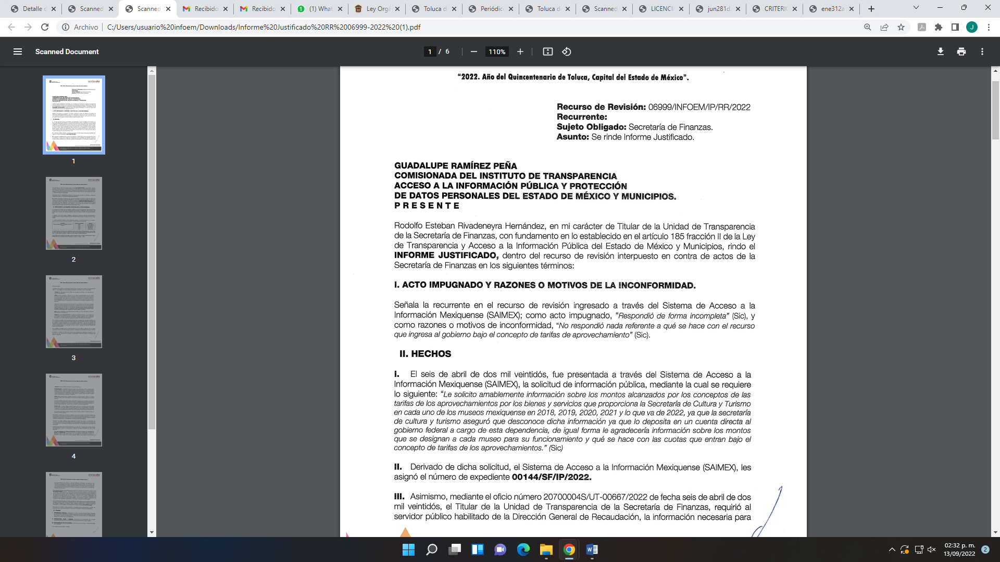 Detalle d
Scanned
Scanned
Recibido
Recibido
(1) What
Ley Orga
Toluca d
Periódic
Toluca d
Scanned
LICENCI
jun281d.
CRITERIO
ene312a
Archivo
C:/Users/usuario%20infoem/Downloads/Informe%20Justificado%20RR%2006999-2022%20(1).pdf
J
Scanned Document
1 / 6
110%
1
2
3
4
“2022. Año del Quincentenario de Toluca, Capital del Estado de México”.
Recurso de Revisión: 06999/INFOEM/IP/RR/2022
Recurrente:
Sujeto Obligado: Secretaría de Finanzas.
Asunto: Se rinde Informe Justificado.
GUADALUPE RAMÍREZ PEÑA
COMISIONADA DEL INSTITUTO DE TRANSPARENCIA
ACCESO A LA INFORMACIÓN PÚBLICA Y PROTECCIÓN
DE DATOS PERSONALES DEL ESTADO DE MÉXICO Y MUNICIPIOS.
P R E S E N T E
Rodolfo Esteban Rivadeneyra Hernández, en mi carácter de Titular de la Unidad de Transparencia
de la Secretaría de Finanzas, con fundamento en lo establecido en el artículo 185 fracción II de la Ley
de Transparencia y Acceso a la Información Pública del Estado de México y Municipios, rindo el
INFORME JUSTIFICADO, dentro del recurso de revisión interpuesto en contra de actos de la
Secretaría de Finanzas en los siguientes términos:
I. ACTO IMPUGNADO Y RAZONES O MOTIVOS DE LA INCONFORMIDAD.
Señala la recurrente en el recurso de revisión ingresado a través del Sistema de Acceso a la
Información Mexiquense (SAIMEX); como acto impugnado, “Respondió de forma incompleta” (Sic), y
como razones o motivos de inconformidad, “No respondió nada referente a qué se hace con el recurso
que ingresa al gobierno bajo el concepto de tarifas de aprovechamiento” (Sic).
II. HECHOS
I. El seis de abril de dos mil veintidós, fue presentada a través del Sistema de Acceso a la
Información Mexiquense (SAIMEX), la solicitud de información pública, mediante la cual se requiere
lo siguiente: “Le solicito amablemente información sobre los montos alcanzados por los conceptos de las
tarifas de los aprovechamientos por los bienes y servicios que proporciona la Secretaría de Cultura y Turismo
en cada uno de los museos mexiquense en 2018, 2019, 2020, 2021 y lo que va de 2022, ya que la secretaría
de cultura y turismo aseguró que desconoce dicha información ya que lo deposita en un cuenta directa al
gobierno federal a cargo de esta dependencia, de igual forma le agradecería información sobre los montos
que se designan a cada museo para su funcionamiento y qué se hace con las cuotas que entran bajo el
concepto de tarifas de los aprovechamientos.” (Sic)
II. Derivado de dicha solicitud, el Sistema de Acceso a la Información Mexiquense (SAIMEX), les
asignó el número de expediente 00144/SF/IP/2022.
III. Asimismo, mediante el oficio número 20700004S/UT-00667/2022 de fecha seis de abril de dos
mil veintidós, el Titular de la Unidad de Transparencia de la Secretaría de Finanzas, requirió al
servidor público habilitado de la Dirección General de Recaudación, la información necesaria para
02:32 p. m.
13/09/2022
2